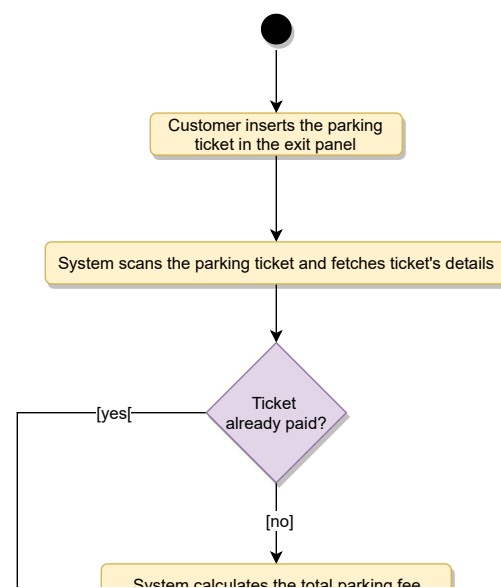 Customer inserts the parking
ticket in the exit panel
System scans the parking ticket and fetches ticket's details
Ticket
already paid?
[yes[
[no]
System calculates the total parking fee